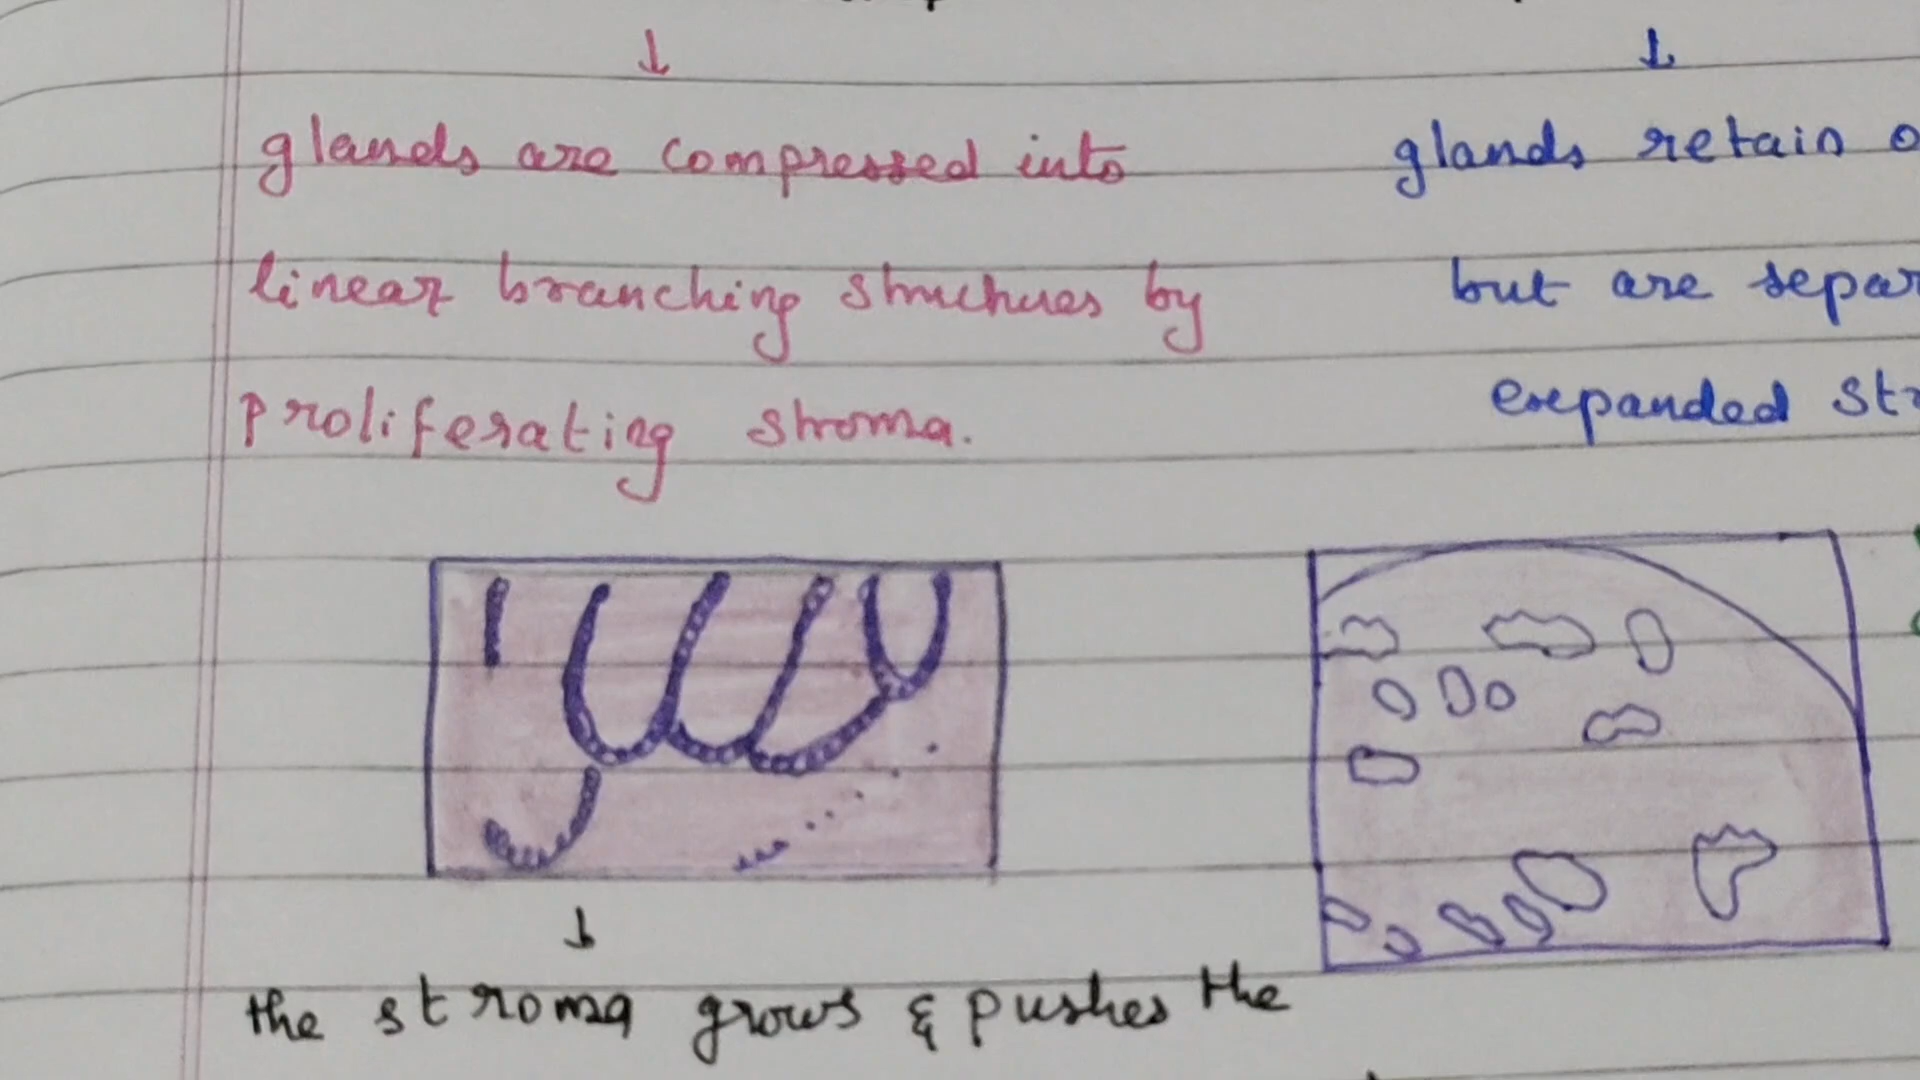 glands are compressed into
linear branching structures by
proliferating stroma.
glands retain
but are
expanded
the stroma grows & pushes the